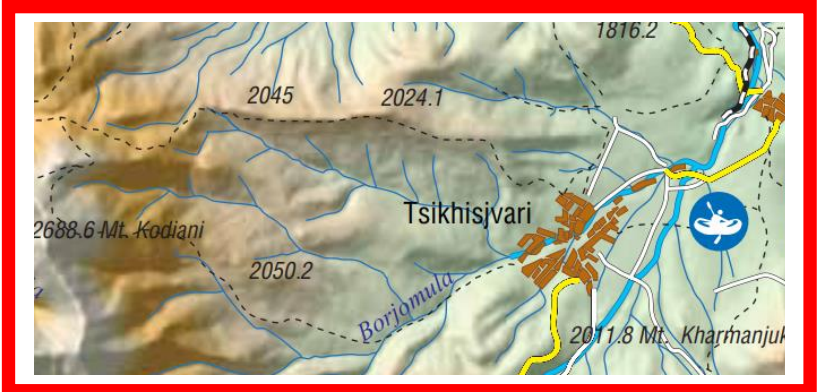 1816.2
2045
2024.1
Tsikhisjvari
2688.6 Mt. Kodiani
2050.2
Borjomula
2011.8 Mt. Kharmanjuk